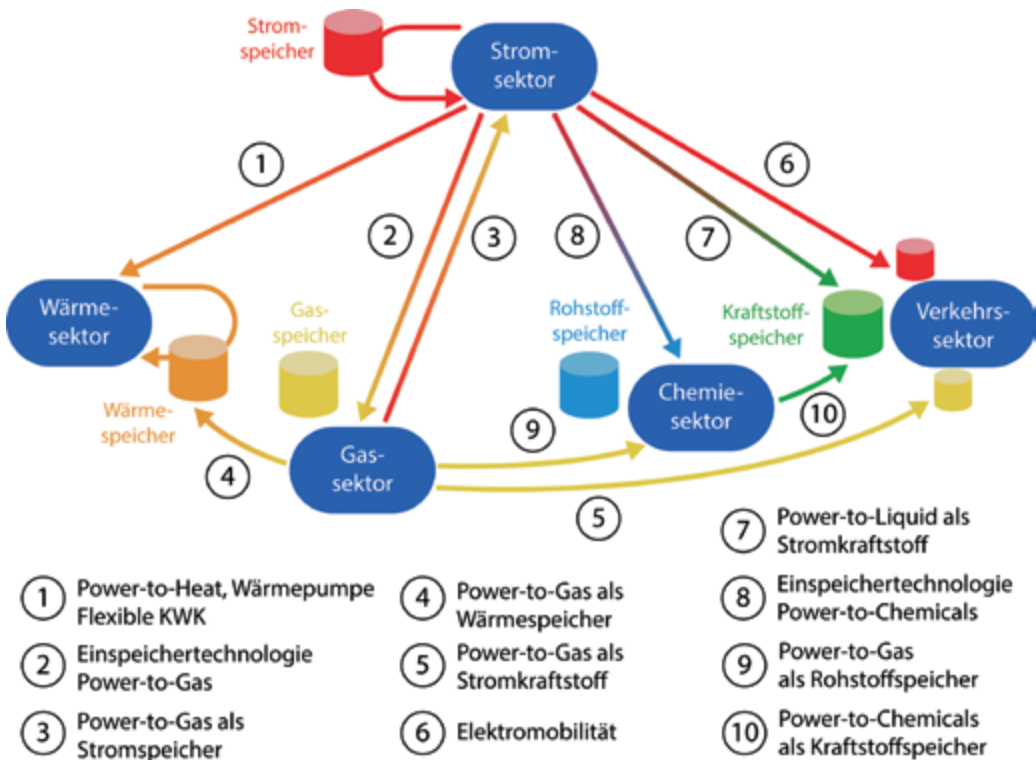 Strom-
speicher
Strom-
sektor
1
2
3
8
7
6
Wärme-
sektor
Gas-
speicher
Rohstoff-
speicher
Kraftstoff-
speicher
Verkehrs-
sektor
Wärme-
speicher
Chemie-
sektor
Gas-
sektor
4
9
10
5
1 Power-to-Heat, Wärmepumpe
Flexible KWK
2 Einspeichertechnologie
Power-to-Gas
3 Power-to-Gas als
Stromspeicher
4 Power-to-Gas als
Wärmespeicher
5 Power-to-Gas als
Stromkraftstoff
6 Elektromobilität
7 Power-to-Liquid als
Stromkraftstoff
8 Einspeichertechnologie
Power-to-Chemicals
9 Power-to-Gas
als Rohstoffspeicher
10 Power-to-Chemicals
als Kraftstoffspeicher